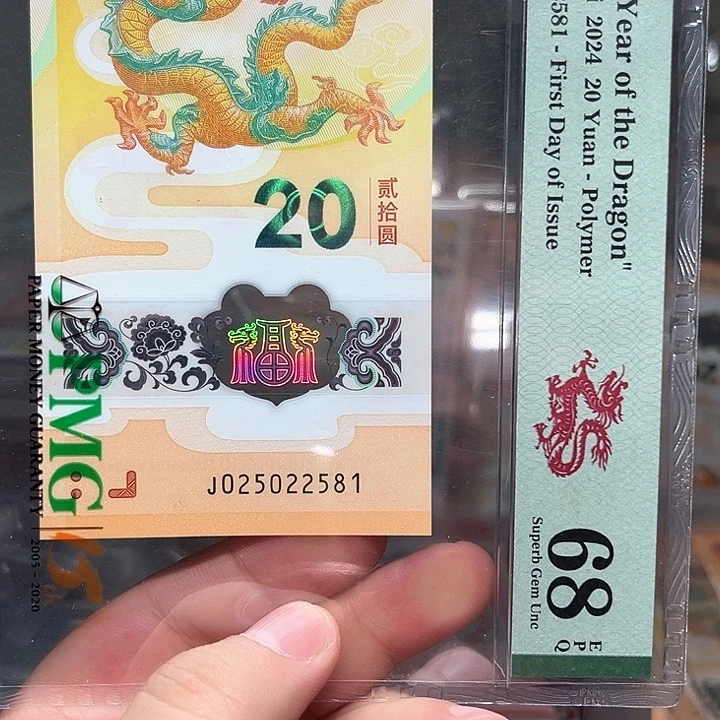 20
贰拾圆
J025022581
PMG
PAPER MONEY GUARANTY
2005 – 2020
Year of the Dragon"
2024 20 Yuan - Polymer
581 - First Day of Issue
68
EPQ
Superb Gem Unc